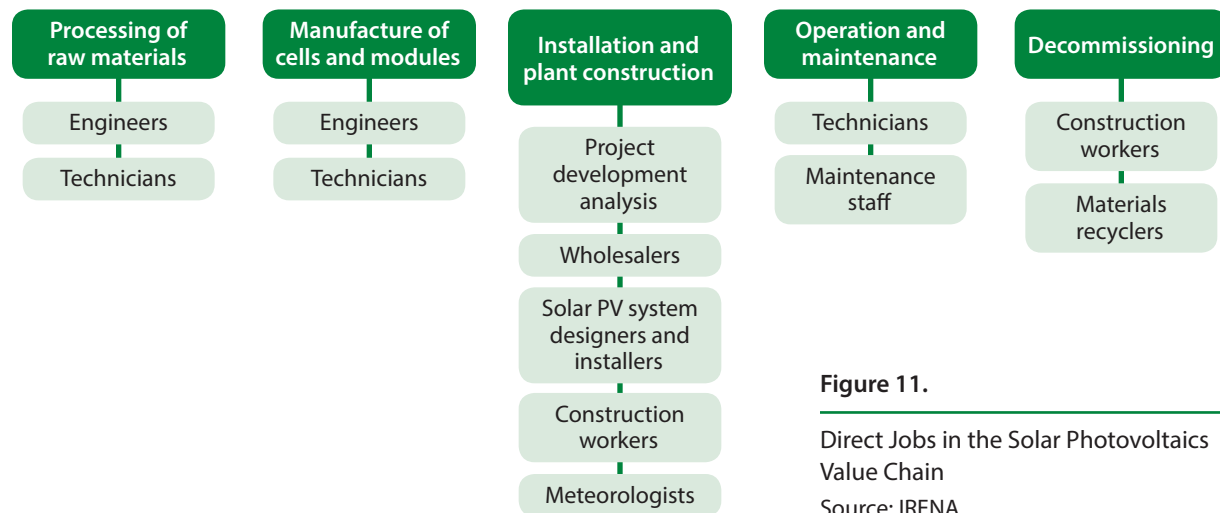 Processing of
raw materials
Engineers
Technicians
Manufacture of
cells and modules
Engineers
Technicians
Installation and
plant construction
Project
development
analysis
Wholesalers
Solar PV system
designers and
installers
Construction
workers
Meteorologists
Operation and
maintenance
Technicians
Maintenance
staff
Decommissioning
Construction
workers
Materials
recyclers
Figure 11.
Direct Jobs in the Solar Photovoltaics
Value Chain
Source: IRENA